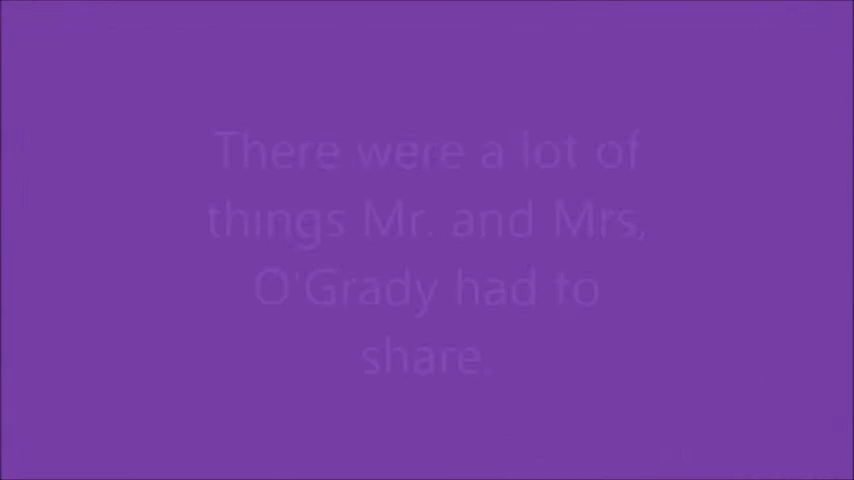 There were a lot of
things Mr. and Mrs,
O'Grady had to
share.